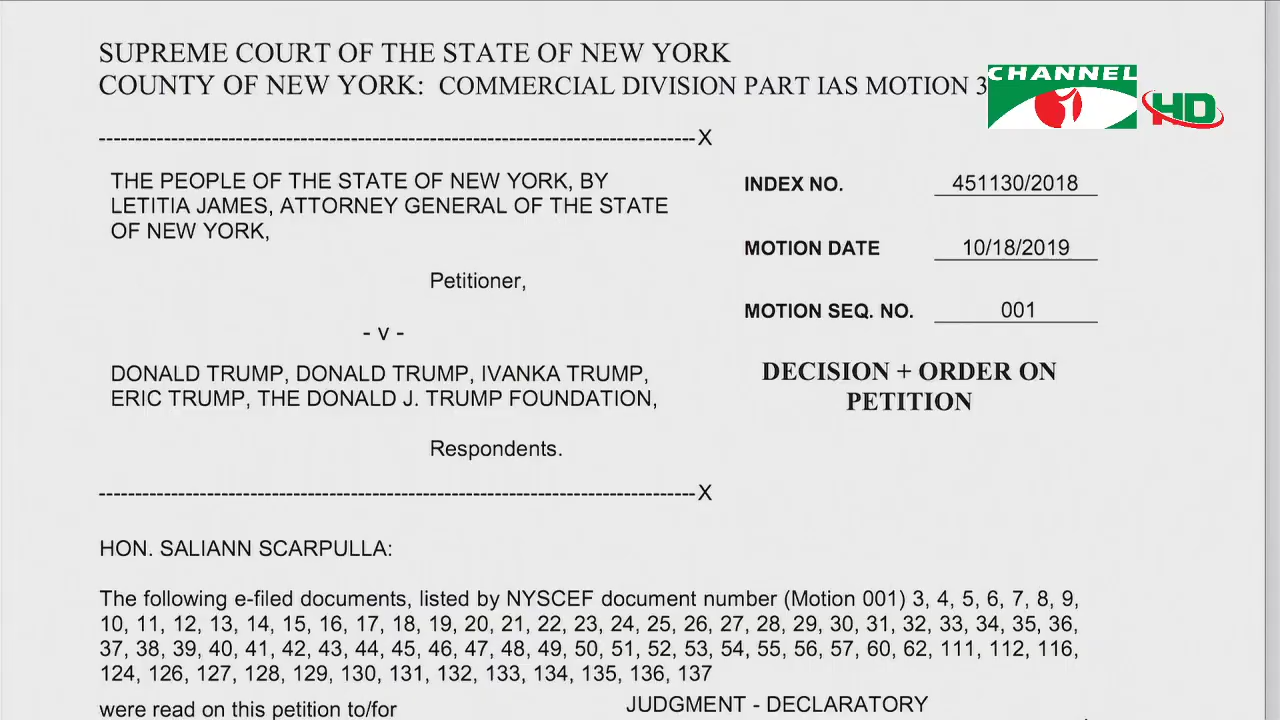 SUPREME COURT OF THE STATE OF NEW YORK
COUNTY OF NEW YORK: COMMERCIAL DIVISION PART IAS MOTION 3
CHANNEL
HD
-----------------------------------------------------------------------------------X
THE PEOPLE OF THE STATE OF NEW YORK, BY
LETITIA JAMES, ATTORNEY GENERAL OF THE STATE
OF NEW YORK,
Petitioner,
- v -
DONALD TRUMP, DONALD TRUMP, IVANKA TRUMP,
ERIC TRUMP, THE DONALD J. TRUMP FOUNDATION,
Respondents.
-----------------------------------------------------------------------------------X
INDEX NO. 451130/2018
MOTION DATE 10/18/2019
MOTION SEQ. NO. 001
DECISION + ORDER ON
PETITION
HON. SALIANN SCARPULLA:
The following e-filed documents, listed by NYSCEF document number (Motion 001) 3, 4, 5, 6, 7, 8, 9,
10, 11, 12, 13, 14, 15, 16, 17, 18, 19, 20, 21, 22, 23, 24, 25, 26, 27, 28, 29, 30, 31, 32, 33, 34, 35, 36,
37, 38, 39, 40, 41, 42, 43, 44, 45, 46, 47, 48, 49, 50, 51, 52, 53, 54, 55, 56, 57, 60, 62, 111, 112, 116,
124, 126, 127, 128, 129, 130, 131, 132, 133, 134, 135, 136, 137
were read on this petition to/for JUDGMENT - DECLARATORY